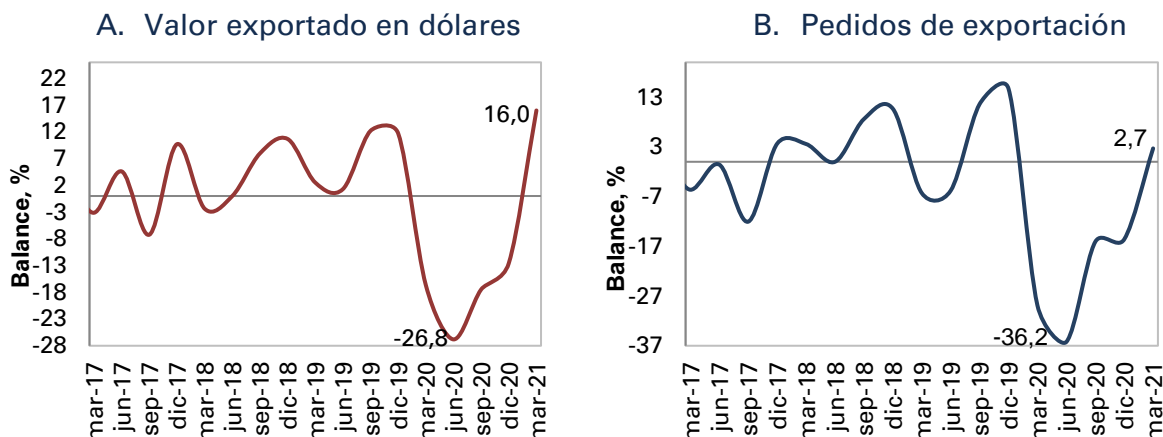 A. Valor exportado en dólares
Balance, %
22
17
12
7
2
-3
-8
-13
-18
-23
-28
16,0
-26,8
mar-17
jun-17
sep-17
dic-17
mar-18
jun-18
sep-18
dic-18
mar-19
jun-19
sep-19
dic-19
mar-20
jun-20
sep-20
dic-20
mar-21
B. Pedidos de exportación
Balance, %
13
3
-7
-17
-27
-37
2,7
-36,2
mar-17
jun-17
sep-17
dic-17
mar-18
jun-18
sep-18
dic-18
mar-19
jun-19
sep-19
dic-19
mar-20
jun-20
sep-20
dic-20
mar-21